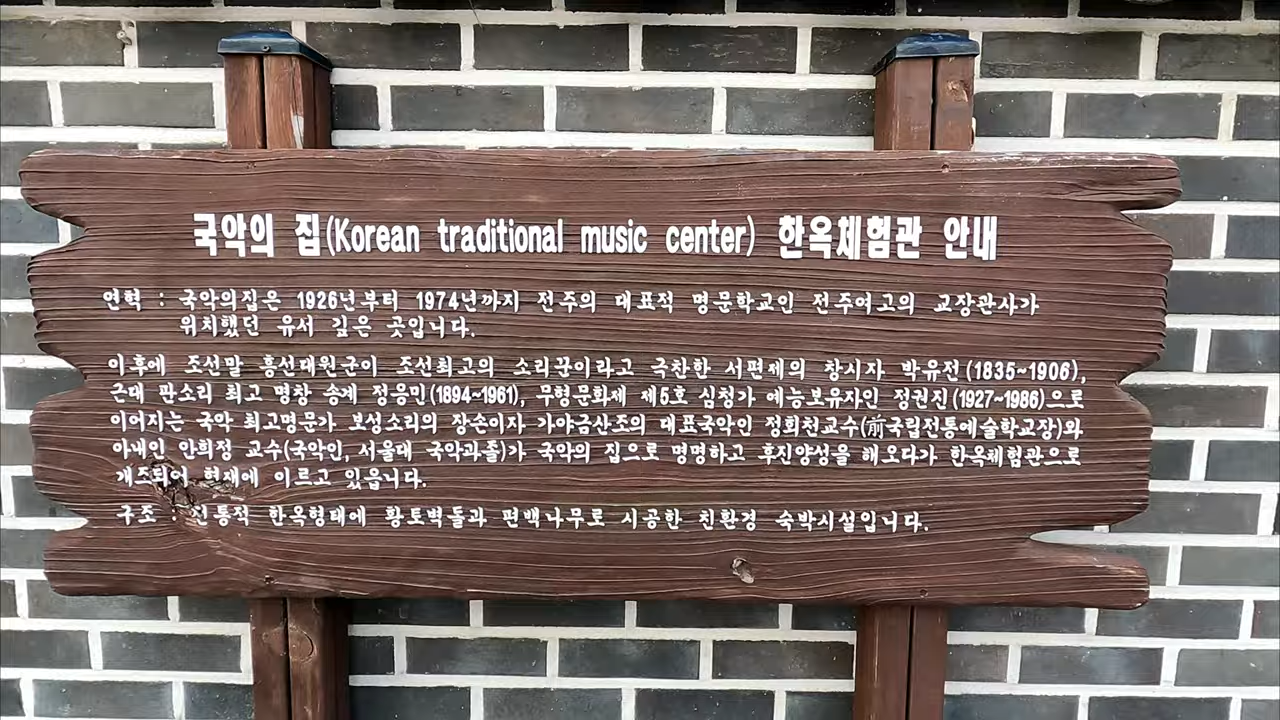 국악의 집(Korean traditional music center) 한옥체험관 안내
연혁 : 국악의집은 1926년부터 1974년까지 전주의 대표적 명문학교인 전주여고의 교장관사가
위치했던 유서 깊은 곳입니다.
이후에 조선말 흥선대원군이 조선최고의 소리꾼이라고 극찬한 서편제의 창시자 박유전(1835~1906),
근대 판소리 최고 명창 송계 정응민(1894~1961), 무형문화제 제5호 심청가 예능보유자인 정권진(1927~1986)으로
이어지는 국악 최고명문가 보성소리의 장손이자 가야금산조의 대표국악인 정회천교수(前국립전통예술학교장)와
아내인 안희정 교수(국악인, 서울대 국악과졸)가 국악의 집으로 명명하고 후진양성을 해오다가 한옥체험관으로
개조되어 현재에 이르고 있읍니다.
구조 : 전통적 한옥형태에 황토벽돌과 편백나무로 시공한 친환경 숙박시설입니다.